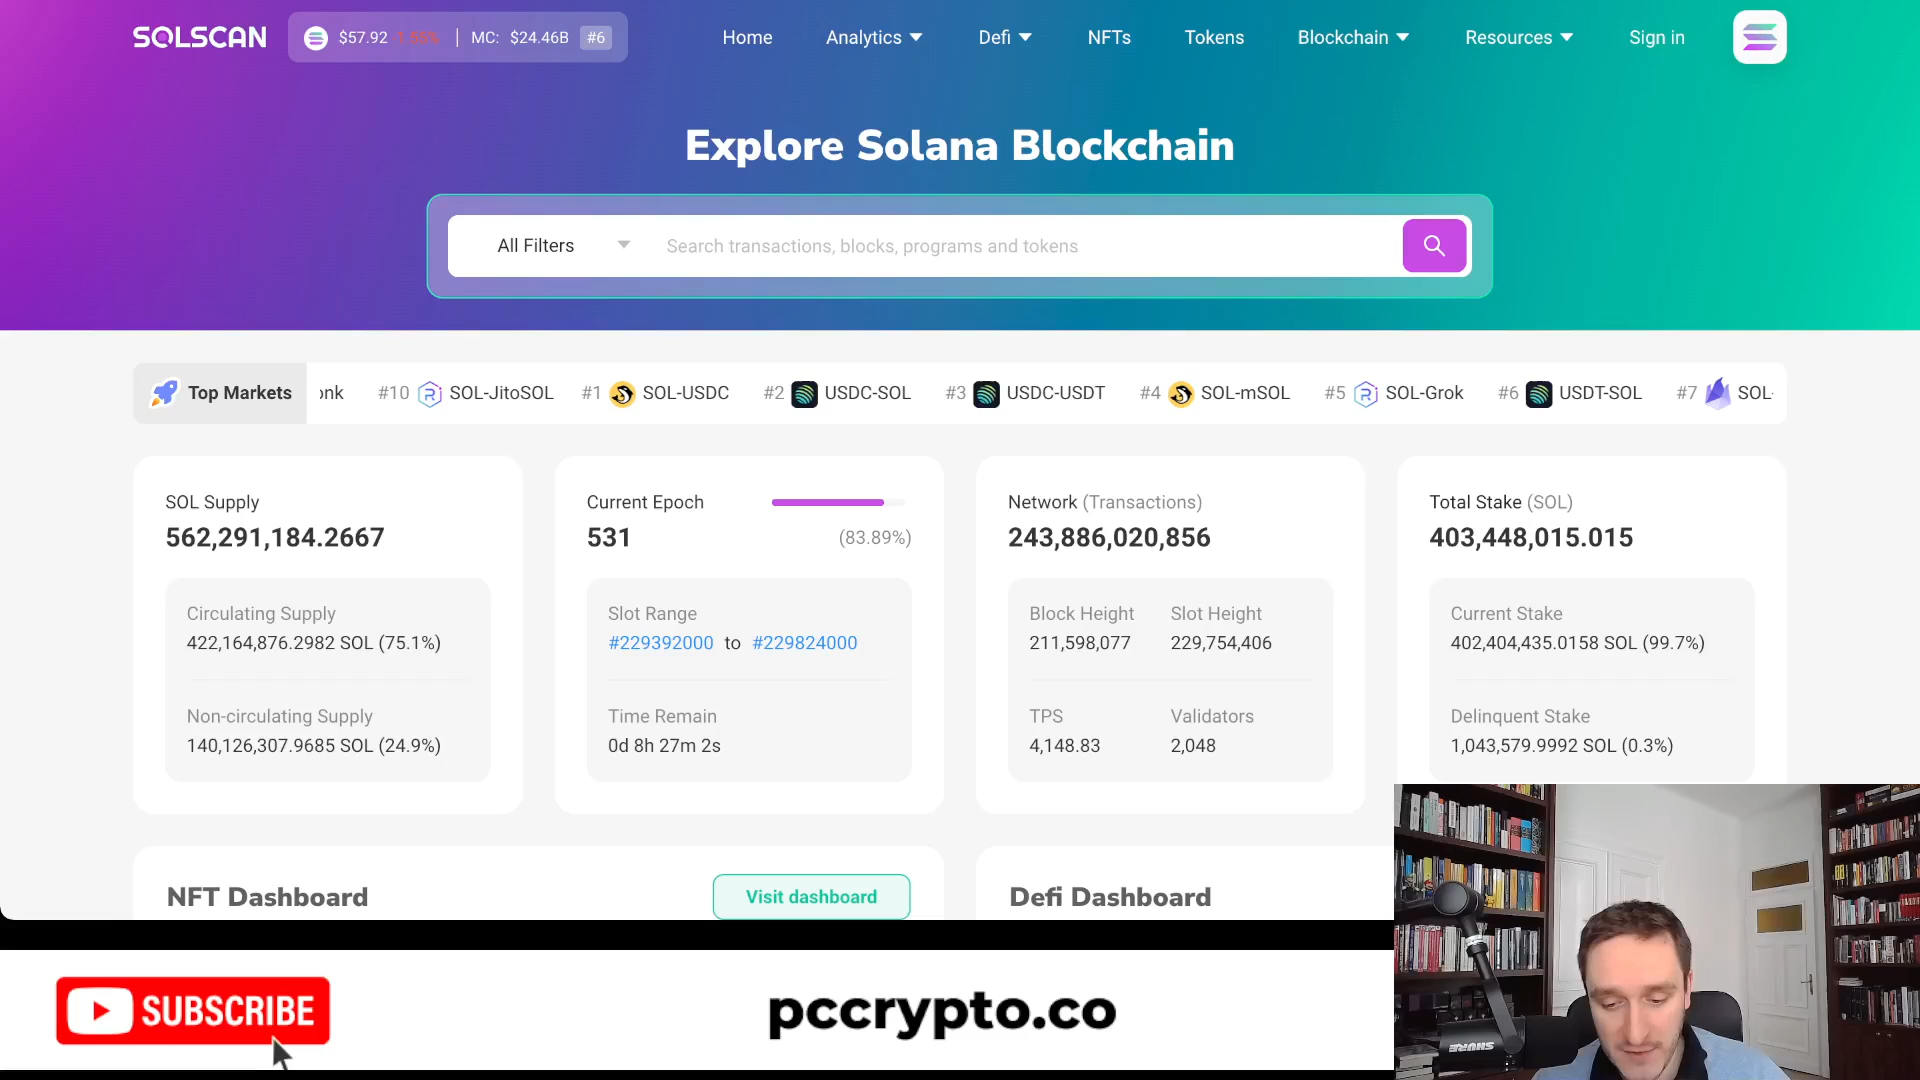 SOLSCAN
$57.92 -1.55% | MC: $24.46B #6
Home Analytics Defi NFTs Tokens Blockchain Resources Sign in
Explore Solana Blockchain
All Filters Search transactions, blocks, programs and tokens
Top Markets onk #10 SOL-JitoSOL #1 SOL-USDC #2 USDC-SOL #3 USDC-USDT #4 SOL-mSOL #5 SOL-Grok #6 USDT-SOL #7 SOL-
SOL Supply
562,291,184.2667
Circulating Supply
422,164,876.2982 SOL (75.1%)
Non-circulating Supply
140,126,307.9685 SOL (24.9%)
Current Epoch
531 (83.89%)
Slot Range
#229392000 to #229824000
Time Remain
0d 8h 27m 2s
Network (Transactions)
243,886,020,856
Block Height Slot Height
211,598,077 229,754,406
TPS Validators
4,148.83 2,048
Total Stake (SOL)
403,448,015.015
Current Stake
402,404,435.0158 SOL (99.7%)
Delinquent Stake
1,043,579.9992 SOL (0.3%)
NFT Dashboard Visit dashboard
Defi Dashboard
SUBSCRIBE
pccrypto.co
SHURE